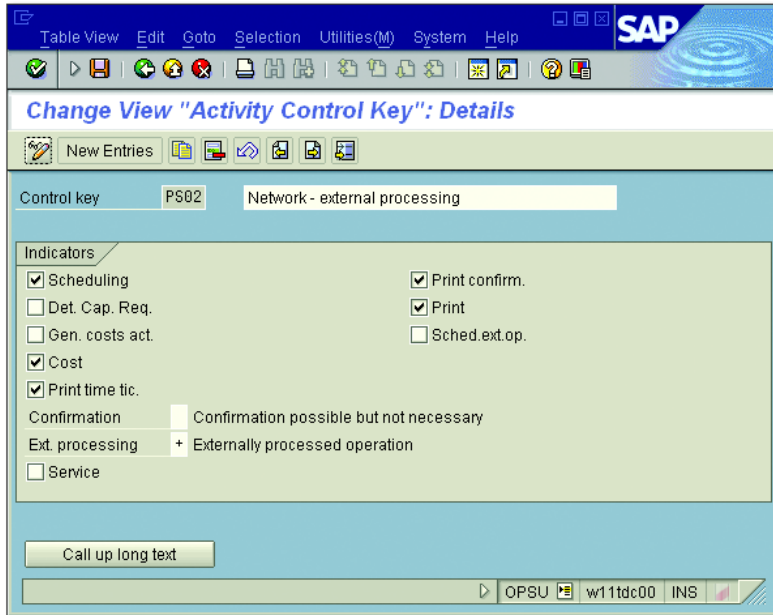 SAP
Table View Edit Goto Selection Utilities(M) System Help
Change View "Activity Control Key": Details
New Entries
Control key PS02 Network - external processing
Indicators
Scheduling Print confirm.
Det. Cap. Req. Print
Gen. costs act. Sched.ext.op.
Cost
Print time tic.
Confirmation Confirmation possible but not necessary
Ext. processing + Externally processed operation
Service
Call up long text
OPSU w11tdc00 INS